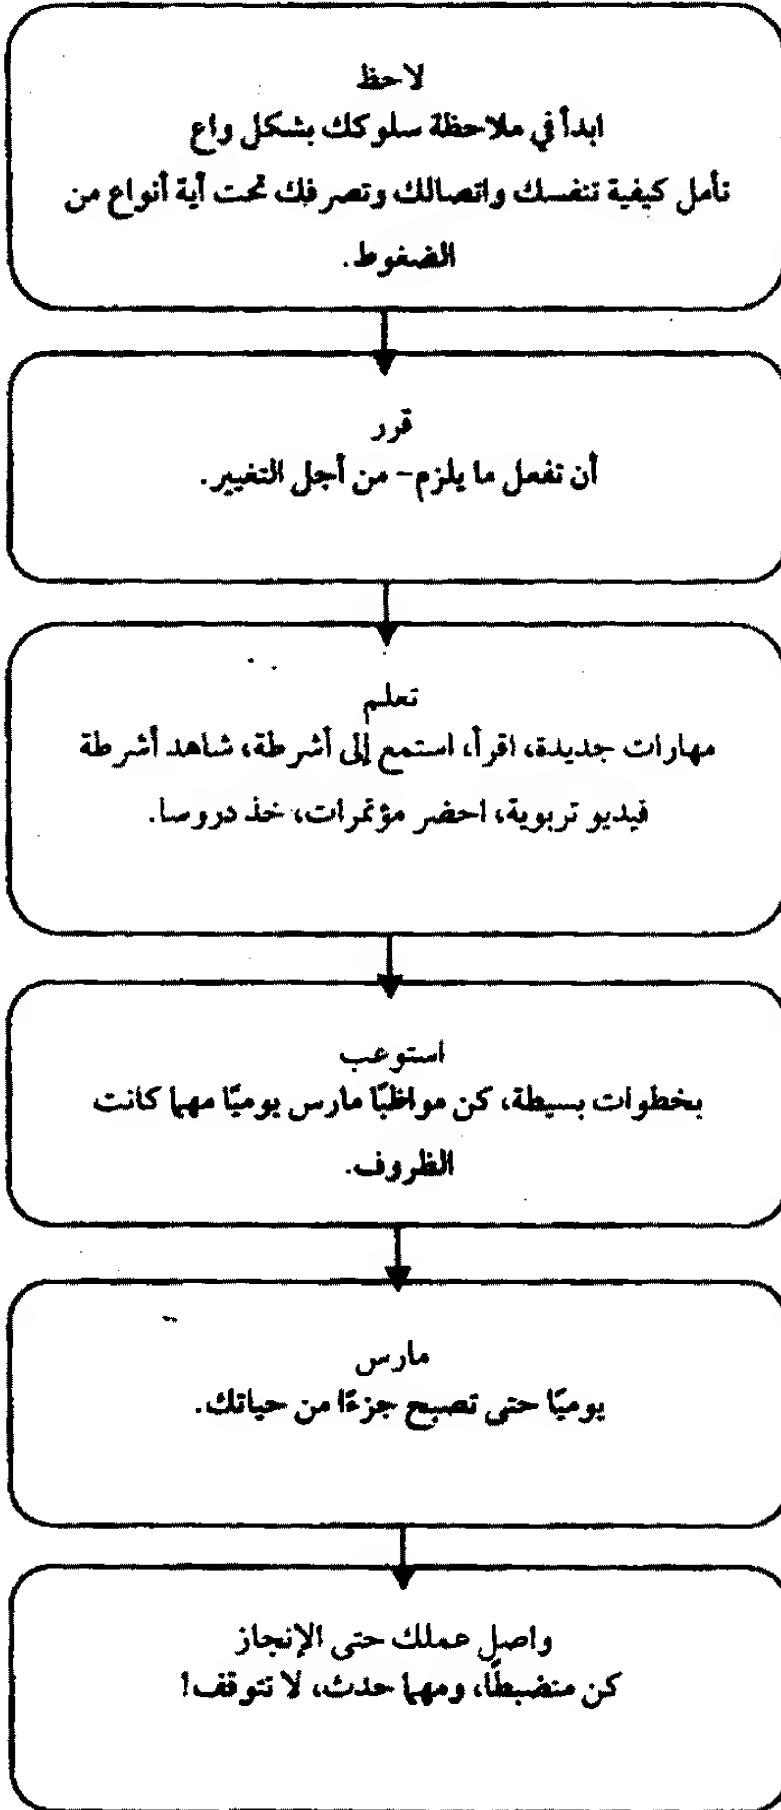 لاحظ
ابدأ في ملاحظة سلوكك بشكل واع
تأمل كيفية تنفسك واتصالك وتصرفك تحت أية أنواع من
الضغوط.
قرر
أن تفعل ما يلزم- من أجل التغيير.
تعلم
مهارات جديدة، اقرأ، استمع إلى أشرطة، شاهد أشرطة
فيديو تربوية، احضر مؤتمرات، خذ دروسا.
استوعب
بخطوات بسيطة، كن مواظبًا مارس يوميًا مهما كانت
الظروف.
مارس
يوميًا حتى تصبح جزءًا من حياتك.
واصل عملك حتى الإنجاز
كن منضبطًا، ومهما حدث، لا تتوقف!